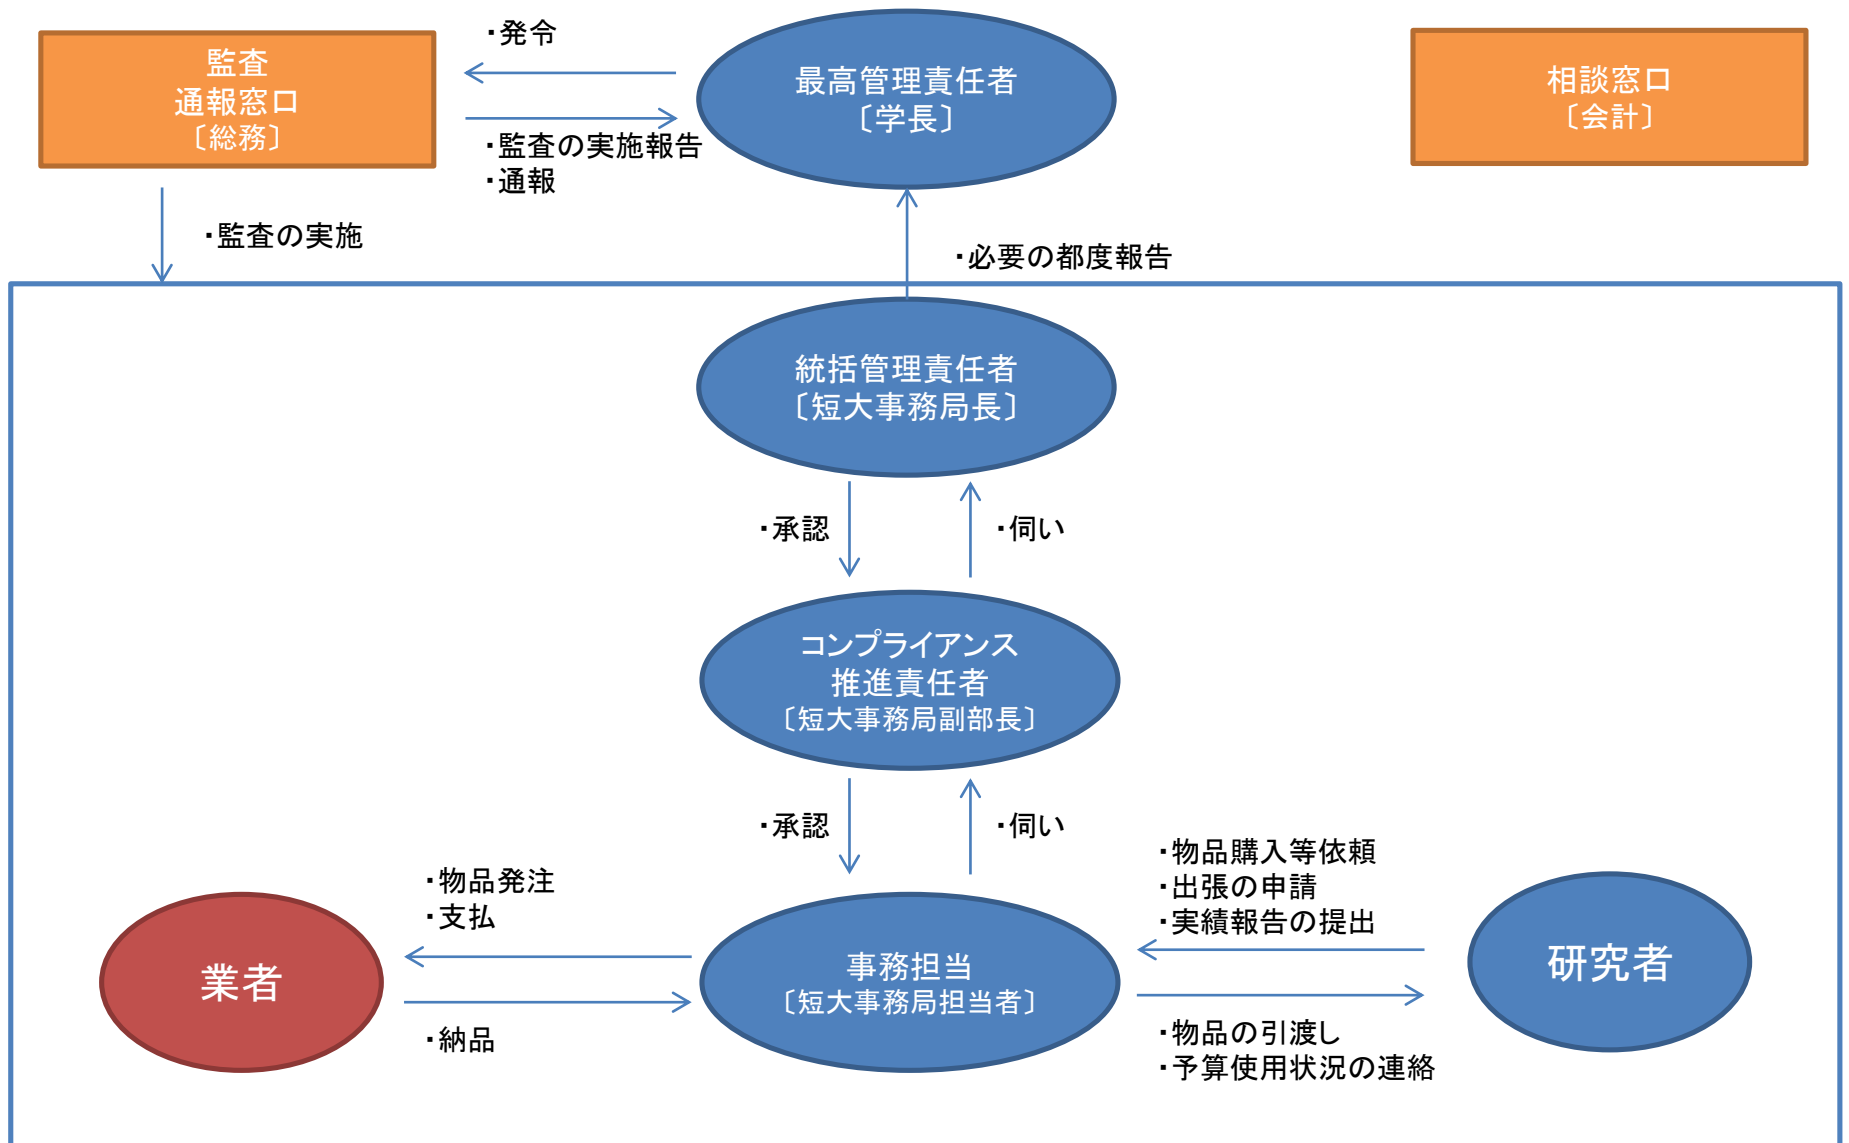 ・発令
監査
通報窓口
〔総務〕
最高管理責任者
〔学長〕
相談窓口
〔会計〕
・監査の実施報告
・通報
・監査の実施
・必要の都度報告
統括管理責任者
〔短大事務局長〕
・承認
・伺い
コンプライアンス
推進責任者
〔短大事務局副部長〕
・承認
・伺い
・物品購入等依頼
・出張の申請
・実績報告の提出
・物品発注
・支払
業者
事務担当
〔短大事務局担当者〕
研究者
・納品
・物品の引渡し
・予算使用状況の連絡